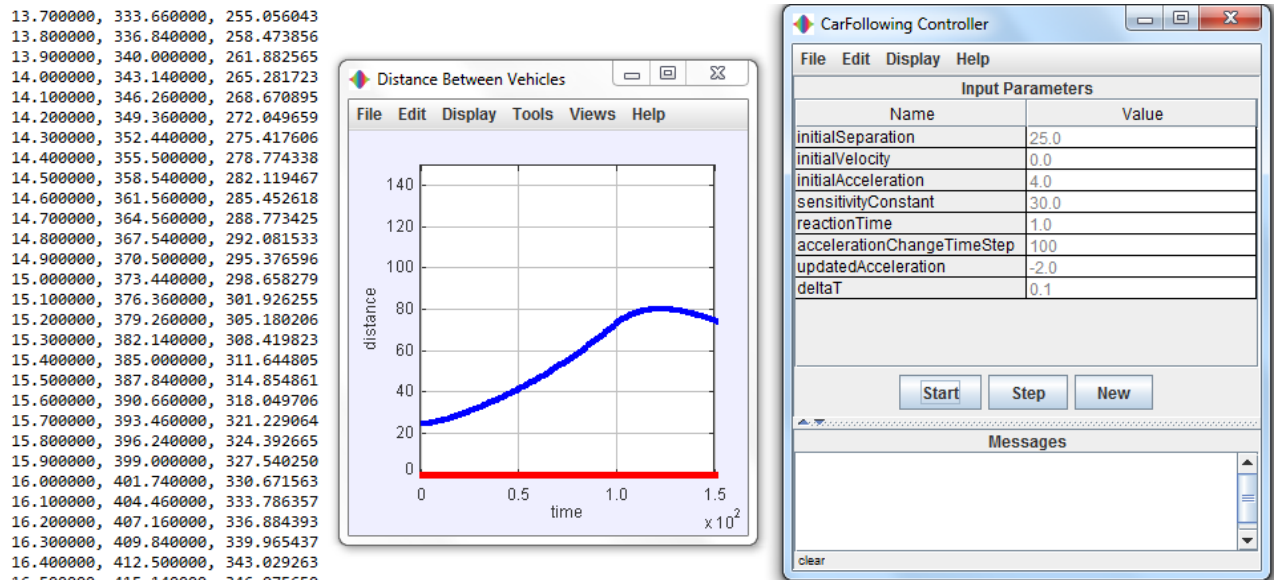 13.700000, 333.660000, 255.056043
13.800000, 336.840000, 258.473856
13.900000, 340.000000, 261.882565
14.000000, 343.140000, 265.281723
14.100000, 346.260000, 268.670895
14.200000, 349.360000, 272.049659
14.300000, 352.440000, 275.417606
14.400000, 355.500000, 278.774338
14.500000, 358.540000, 282.119467
14.600000, 361.560000, 285.452618
14.700000, 364.560000, 288.773425
14.800000, 367.540000, 292.081533
14.900000, 370.500000, 295.376596
15.000000, 373.440000, 298.658279
15.100000, 376.360000, 301.926255
15.200000, 379.260000, 305.180206
15.300000, 382.140000, 308.419823
15.400000, 385.000000, 311.644805
15.500000, 387.840000, 314.854861
15.600000, 390.660000, 318.049706
15.700000, 393.460000, 321.229064
15.800000, 396.240000, 324.392665
15.900000, 399.000000, 327.540250
16.000000, 401.740000, 330.671563
16.100000, 404.460000, 333.786357
16.200000, 407.160000, 336.884393
16.300000, 409.840000, 339.965437
16.400000, 412.500000, 343.029263
Distance Between Vehicles
File Edit Display Tools Views Help
140
120
100
80
60
40
20
0
distance
0 0.5 1.0 1.5
time
x 10²
CarFollowing Controller
File Edit Display Help
Input Parameters
Name Value
initialSeparation 25.0
initialVelocity 0.0
initialAcceleration 4.0
sensitivityConstant 30.0
reactionTime 1.0
accelerationChangeTimeStep 100
updatedAcceleration -2.0
deltaT 0.1
Start Step New
Messages
clear